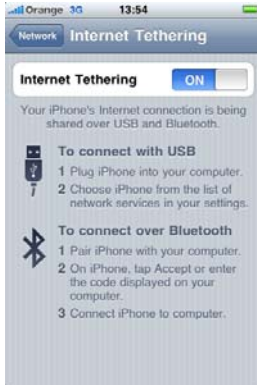 Orange 3G 13:54
Network Internet Tethering
Internet Tethering ON
Your iPhone's Internet connection is being
shared over USB and Bluetooth.
To connect with USB
1 Plug iPhone into your computer.
2 Choose iPhone from the list of
network services in your settings.
To connect over Bluetooth
1 Pair iPhone with your computer.
2 On iPhone, tap Accept or enter
the code displayed on your
computer.
3 Connect iPhone to computer.